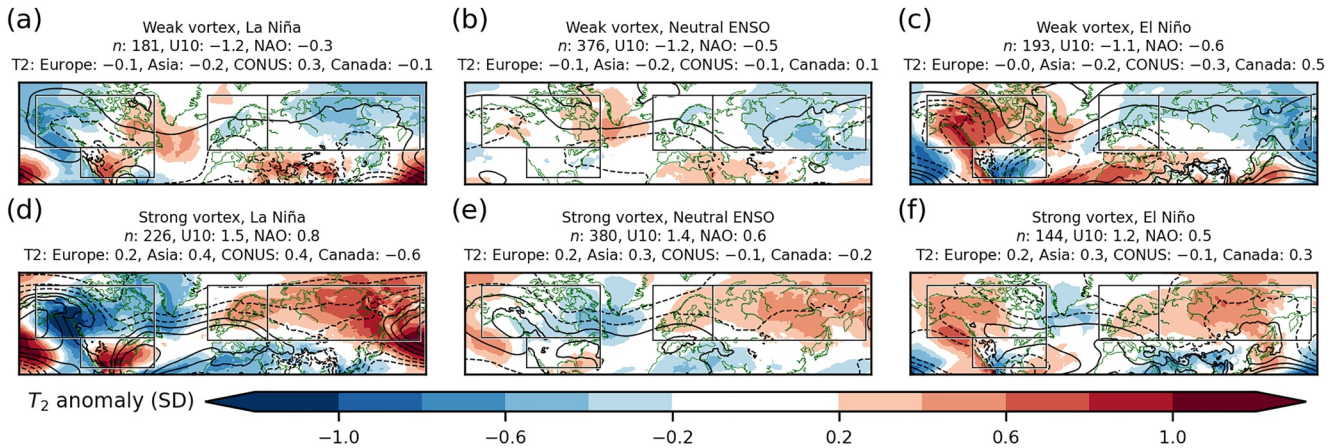 (a)
Weak vortex, La Niña
n: 181, U10: −1.2, NAO: −0.3
T2: Europe: −0.1, Asia: −0.2, CONUS: 0.3, Canada: −0.1
(b)
Weak vortex, Neutral ENSO
n: 376, U10: −1.2, NAO: −0.5
T2: Europe: −0.1, Asia: −0.2, CONUS: −0.1, Canada: 0.1
(c)
Weak vortex, El Niño
n: 193, U10: −1.1, NAO: −0.6
T2: Europe: −0.0, Asia: −0.2, CONUS: −0.3, Canada: 0.5
(d)
Strong vortex, La Niña
n: 226, U10: 1.5, NAO: 0.8
T2: Europe: 0.2, Asia: 0.4, CONUS: 0.4, Canada: −0.6
(e)
Strong vortex, Neutral ENSO
n: 380, U10: 1.4, NAO: 0.6
T2: Europe: 0.2, Asia: 0.3, CONUS: −0.1, Canada: −0.2
(f)
Strong vortex, El Niño
n: 144, U10: 1.2, NAO: 0.5
T2: Europe: 0.2, Asia: 0.3, CONUS: −0.1, Canada: 0.3
T2 anomaly (SD)
−1.0 −0.6 −0.2 0.2 0.6 1.0